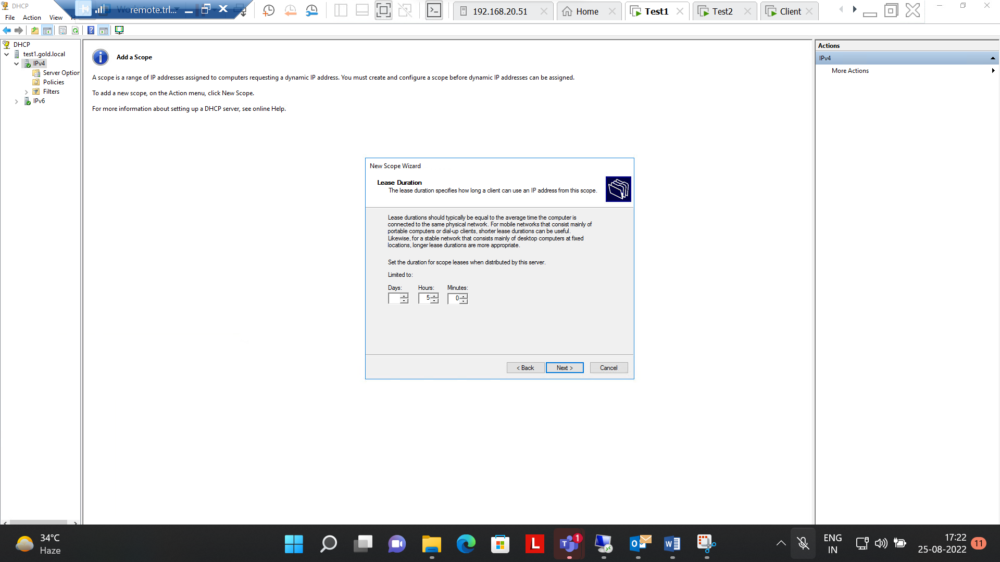 DHCP
remote.trl...
192.168.20.51
Home
Test1
Test2
Client
File
Action
View
DHCP
test1.gold.local
IPv4
Server Option
Policies
Filters
IPv6
Add a Scope
A scope is a range of IP addresses assigned to computers requesting a dynamic IP address. You must create and configure a scope before dynamic IP addresses can be assigned.
To add a new scope, on the Action menu, click New Scope.
For more information about setting up a DHCP server, see online Help.
Actions
IPv4
More Actions
New Scope Wizard
Lease Duration
The lease duration specifies how long a client can use an IP address from this scope.
Lease durations should typically be equal to the average time the computer is
connected to the same physical network. For mobile networks that consist mainly of
portable computers or dial-up clients, shorter lease durations can be useful.
Likewise, for a stable network that consists mainly of desktop computers at fixed
locations, longer lease durations are more appropriate.
Set the duration for scope leases when distributed by this server.
Limited to:
Days: Hours: Minutes:
5 0
< Back Next > Cancel
34°C
Haze
L
T
1
O
W
ENG
IN
17:22
25-08-2022
11